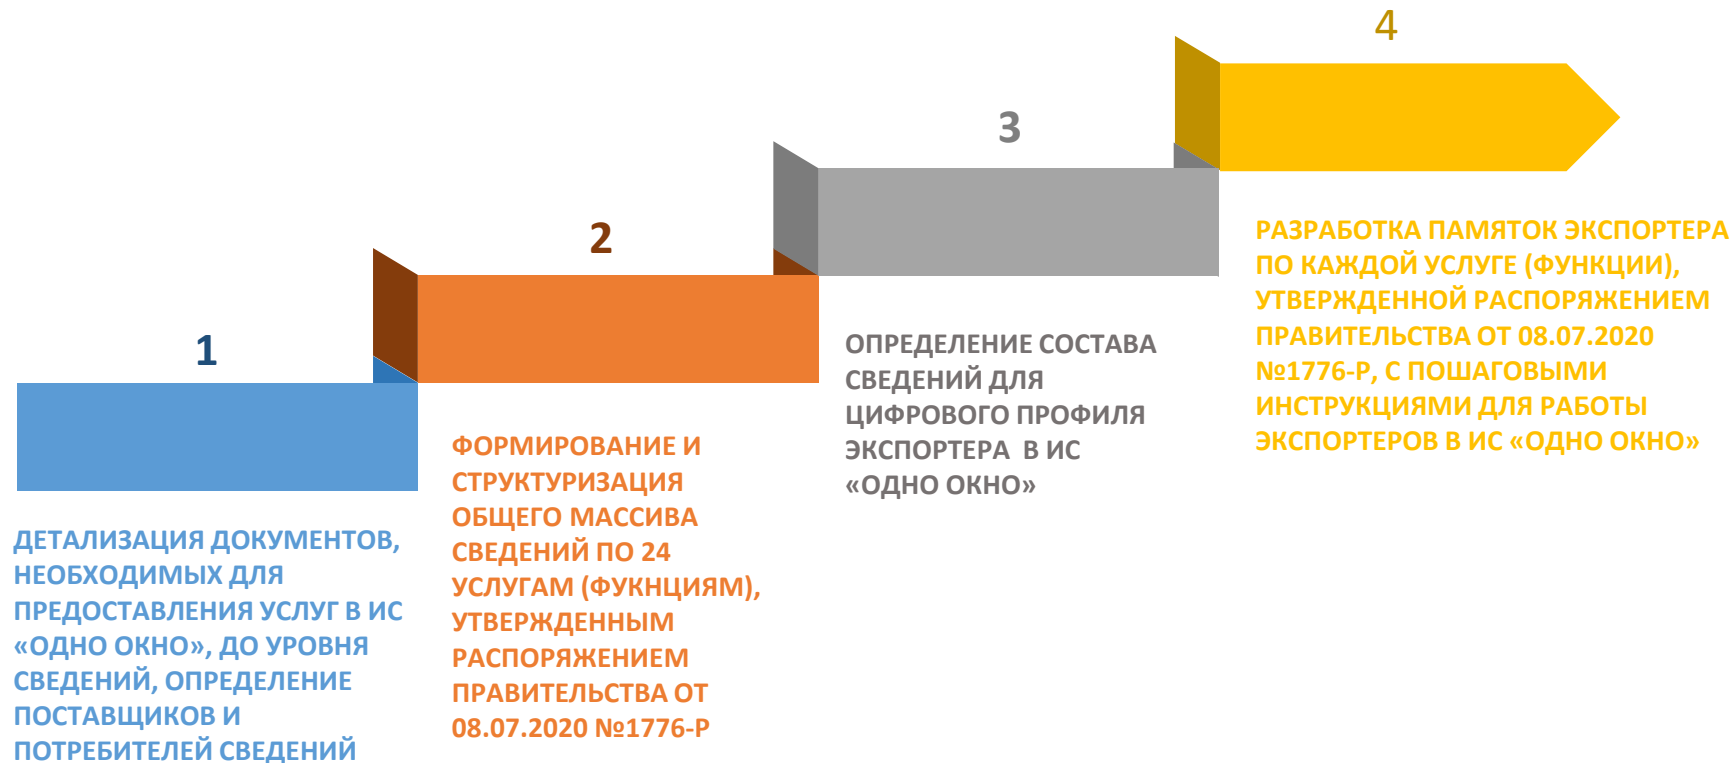 1
ДЕТАЛИЗАЦИЯ ДОКУМЕНТОВ,
НЕОБХОДИМЫХ ДЛЯ
ПРЕДОСТАВЛЕНИЯ УСЛУГ В ИС
«ОДНО ОКНО», ДО УРОВНЯ
СВЕДЕНИЙ, ОПРЕДЕЛЕНИЕ
ПОСТАВЩИКОВ И
ПОТРЕБИТЕЛЕЙ СВЕДЕНИЙ
2
ФОРМИРОВАНИЕ И
СТРУКТУРИЗАЦИЯ
ОБЩЕГО МАССИВА
СВЕДЕНИЙ ПО 24
УСЛУГАМ (ФУКНЦИЯМ),
УТВЕРЖДЕННЫМ
РАСПОРЯЖЕНИЕМ
ПРАВИТЕЛЬСТВА ОТ
08.07.2020 №1776-Р
3
ОПРЕДЕЛЕНИЕ СОСТАВА
СВЕДЕНИЙ ДЛЯ
ЦИФРОВОГО ПРОФИЛЯ
ЭКСПОРТЕРА В ИС
«ОДНО ОКНО»
4
РАЗРАБОТКА ПАМЯТОК ЭКСПОРТЕРА
ПО КАЖДОЙ УСЛУГЕ (ФУНКЦИИ),
УТВЕРЖДЕННОЙ РАСПОРЯЖЕНИЕМ
ПРАВИТЕЛЬСТВА ОТ 08.07.2020
№1776-Р, С ПОШАГОВЫМИ
ИНСТРУКЦИЯМИ ДЛЯ РАБОТЫ
ЭКСПОРТЕРОВ В ИС «ОДНО ОКНО»